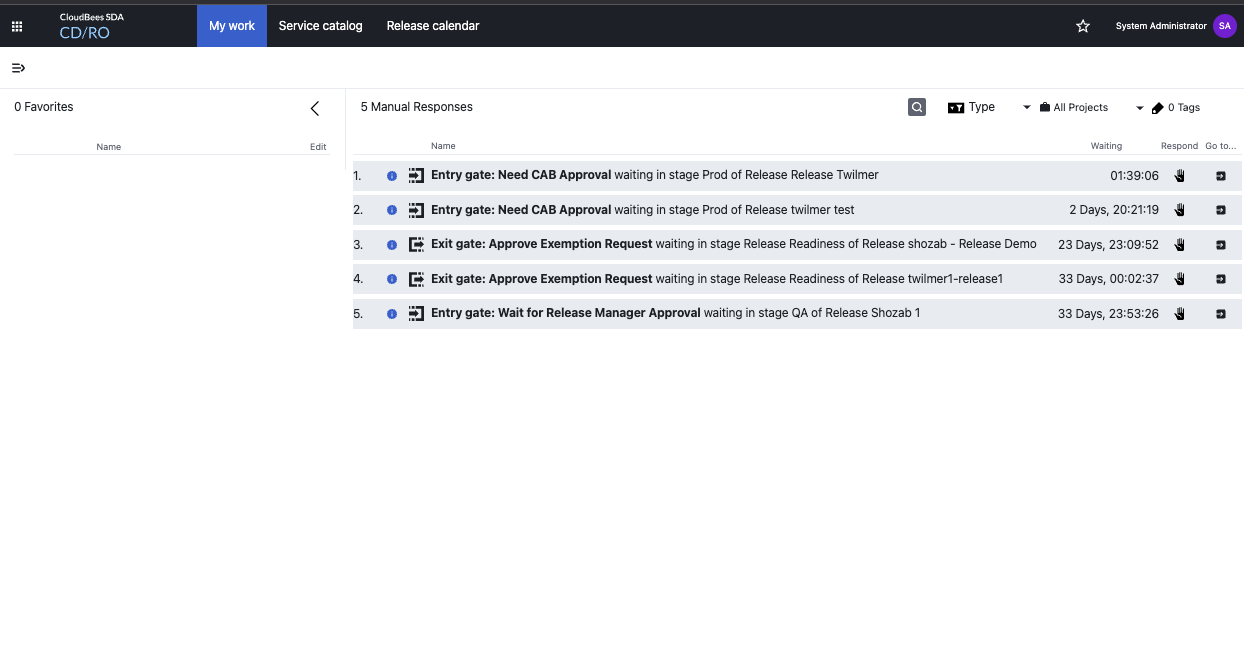 CloudBees SDA
CD/RO
My work
Service catalog
Release calendar
System Administrator
SA
0 Favorites
Name
Edit
5 Manual Responses
Type
All Projects
0 Tags
Name
Waiting
Respond
Go to...
1. Entry gate: Need CAB Approval waiting in stage Prod of Release Release Twilmer 01:39:06
2. Entry gate: Need CAB Approval waiting in stage Prod of Release twilmer test 2 Days, 20:21:19
3. Exit gate: Approve Exemption Request waiting in stage Release Readiness of Release shozab - Release Demo 23 Days, 23:09:52
4. Exit gate: Approve Exemption Request waiting in stage Release Readiness of Release twilmer1-release1 33 Days, 00:02:37
5. Entry gate: Wait for Release Manager Approval waiting in stage QA of Release Shozab 1 33 Days, 23:53:26